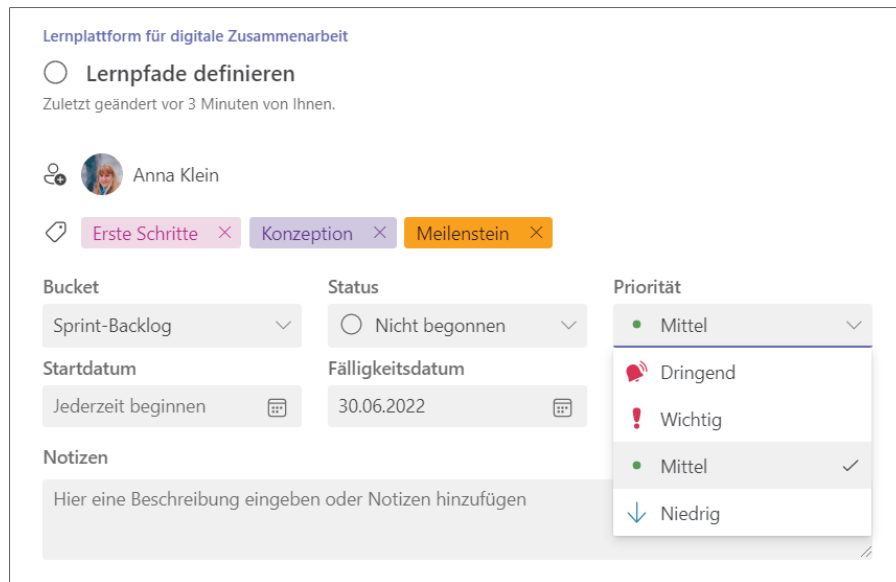 Lernplattform für digitale Zusammenarbeit
Lernpfade definieren
Zuletzt geändert vor 3 Minuten von Ihnen.
Anna Klein
Erste Schritte Konzeption Meilenstein
Bucket Status Priorität
Sprint-Backlog Nicht begonnen Mittel
Startdatum Fälligkeitsdatum
Dringend
Jederzeit beginnen 30.06.2022
Wichtig
Notizen
Mittel
Hier eine Beschreibung eingeben oder Notizen hinzufügen
Niedrig